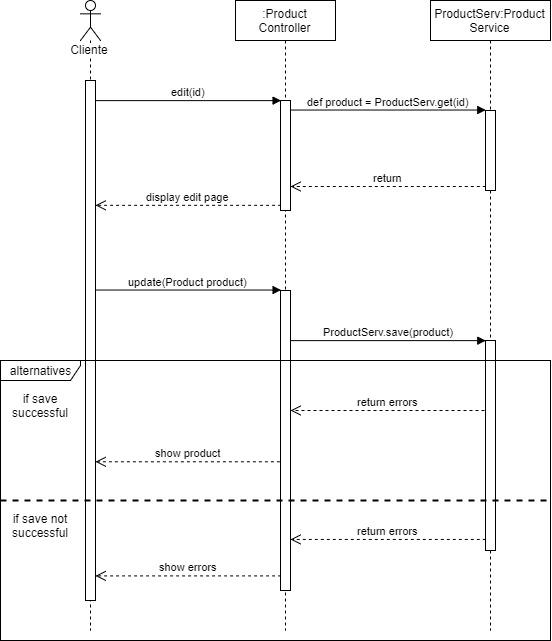 :Product
Controller
ProductServ:Product
Service
Cliente
edit(id)
def product = ProductServ.get(id)
return
display edit page
update(Product product)
ProductServ.save(product)
alternatives
if save
successful
return errors
show product
if save not
successful
return errors
show errors